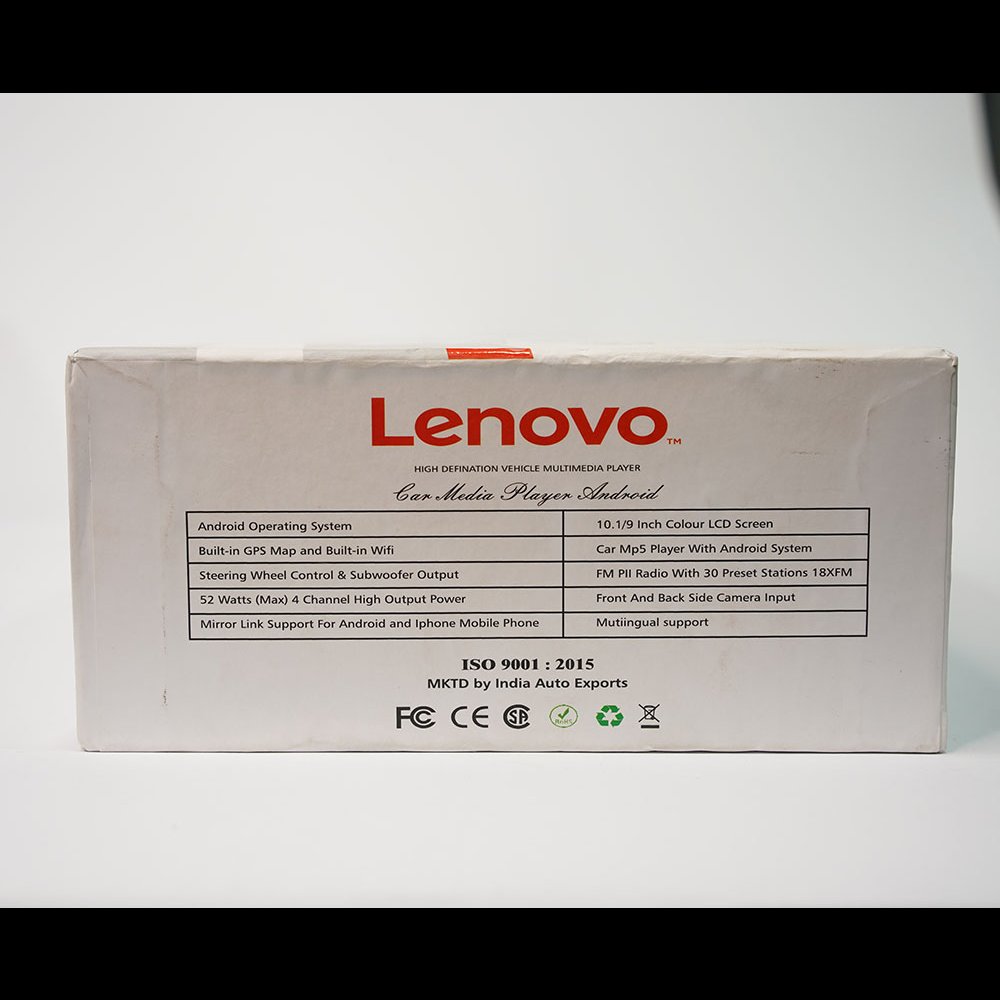 Lenovo TM
HIGH DEFINATION VEHICLE MULTIMEDIA PLAYER
Car Media Player Android
Android Operating System 10.1/9 Inch Colour LCD Screen
Built-in GPS Map and Built-in Wifi Car Mp5 Player With Android System
Steering Wheel Control & Subwoofer Output FM PII Radio With 30 Preset Stations 18XFM
52 Watts (Max) 4 Channel High Output Power Front And Back Side Camera Input
Mirror Link Support For Android and Iphone Mobile Phone Mutiingual support
ISO 9001 : 2015
MKTD by India Auto Exports
FC CE SA RoHS